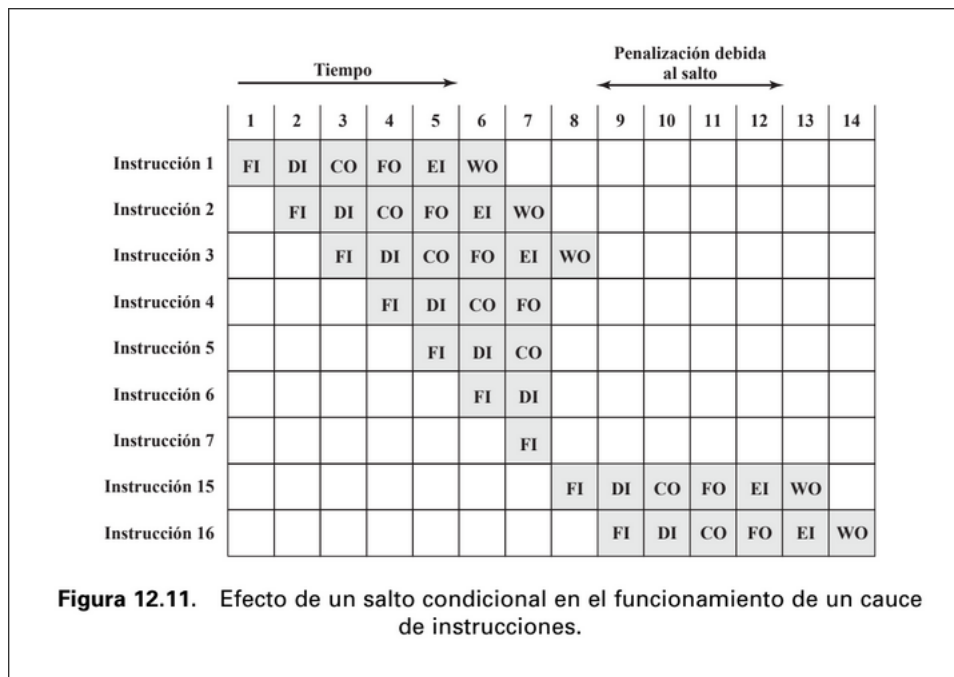 Tiempo
Penalización debida
al salto
1 2 3 4 5 6 7 8 9 10 11 12 13 14
Instrucción 1 FI DI CO FO EI WO
Instrucción 2 FI DI CO FO EI WO
Instrucción 3 FI DI CO FO EI WO
Instrucción 4 FI DI CO FO
Instrucción 5 FI DI CO
Instrucción 6 FI DI
Instrucción 7 FI
Instrucción 15 FI DI CO FO EI WO
Instrucción 16 FI DI CO FO EI WO
Figura 12.11. Efecto de un salto condicional en el funcionamiento de un cauce
de instrucciones.